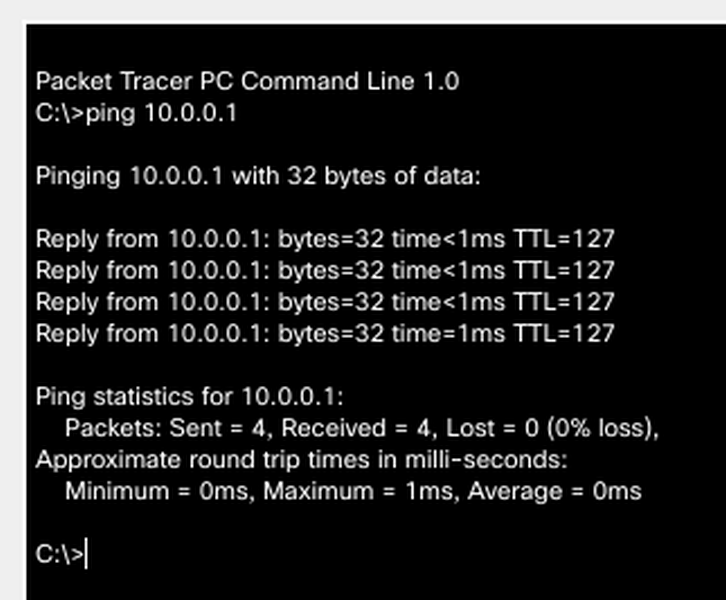 Packet Tracer PC Command Line 1.0
C:\>ping 10.0.0.1
Pinging 10.0.0.1 with 32 bytes of data:
Reply from 10.0.0.1: bytes=32 time<1ms TTL=127
Reply from 10.0.0.1: bytes=32 time<1ms TTL=127
Reply from 10.0.0.1: bytes=32 time<1ms TTL=127
Reply from 10.0.0.1: bytes=32 time=1ms TTL=127
Ping statistics for 10.0.0.1:
Packets: Sent = 4, Received = 4, Lost = 0 (0% loss),
Approximate round trip times in milli-seconds:
Minimum = 0ms, Maximum = 1ms, Average = 0ms
C:\>